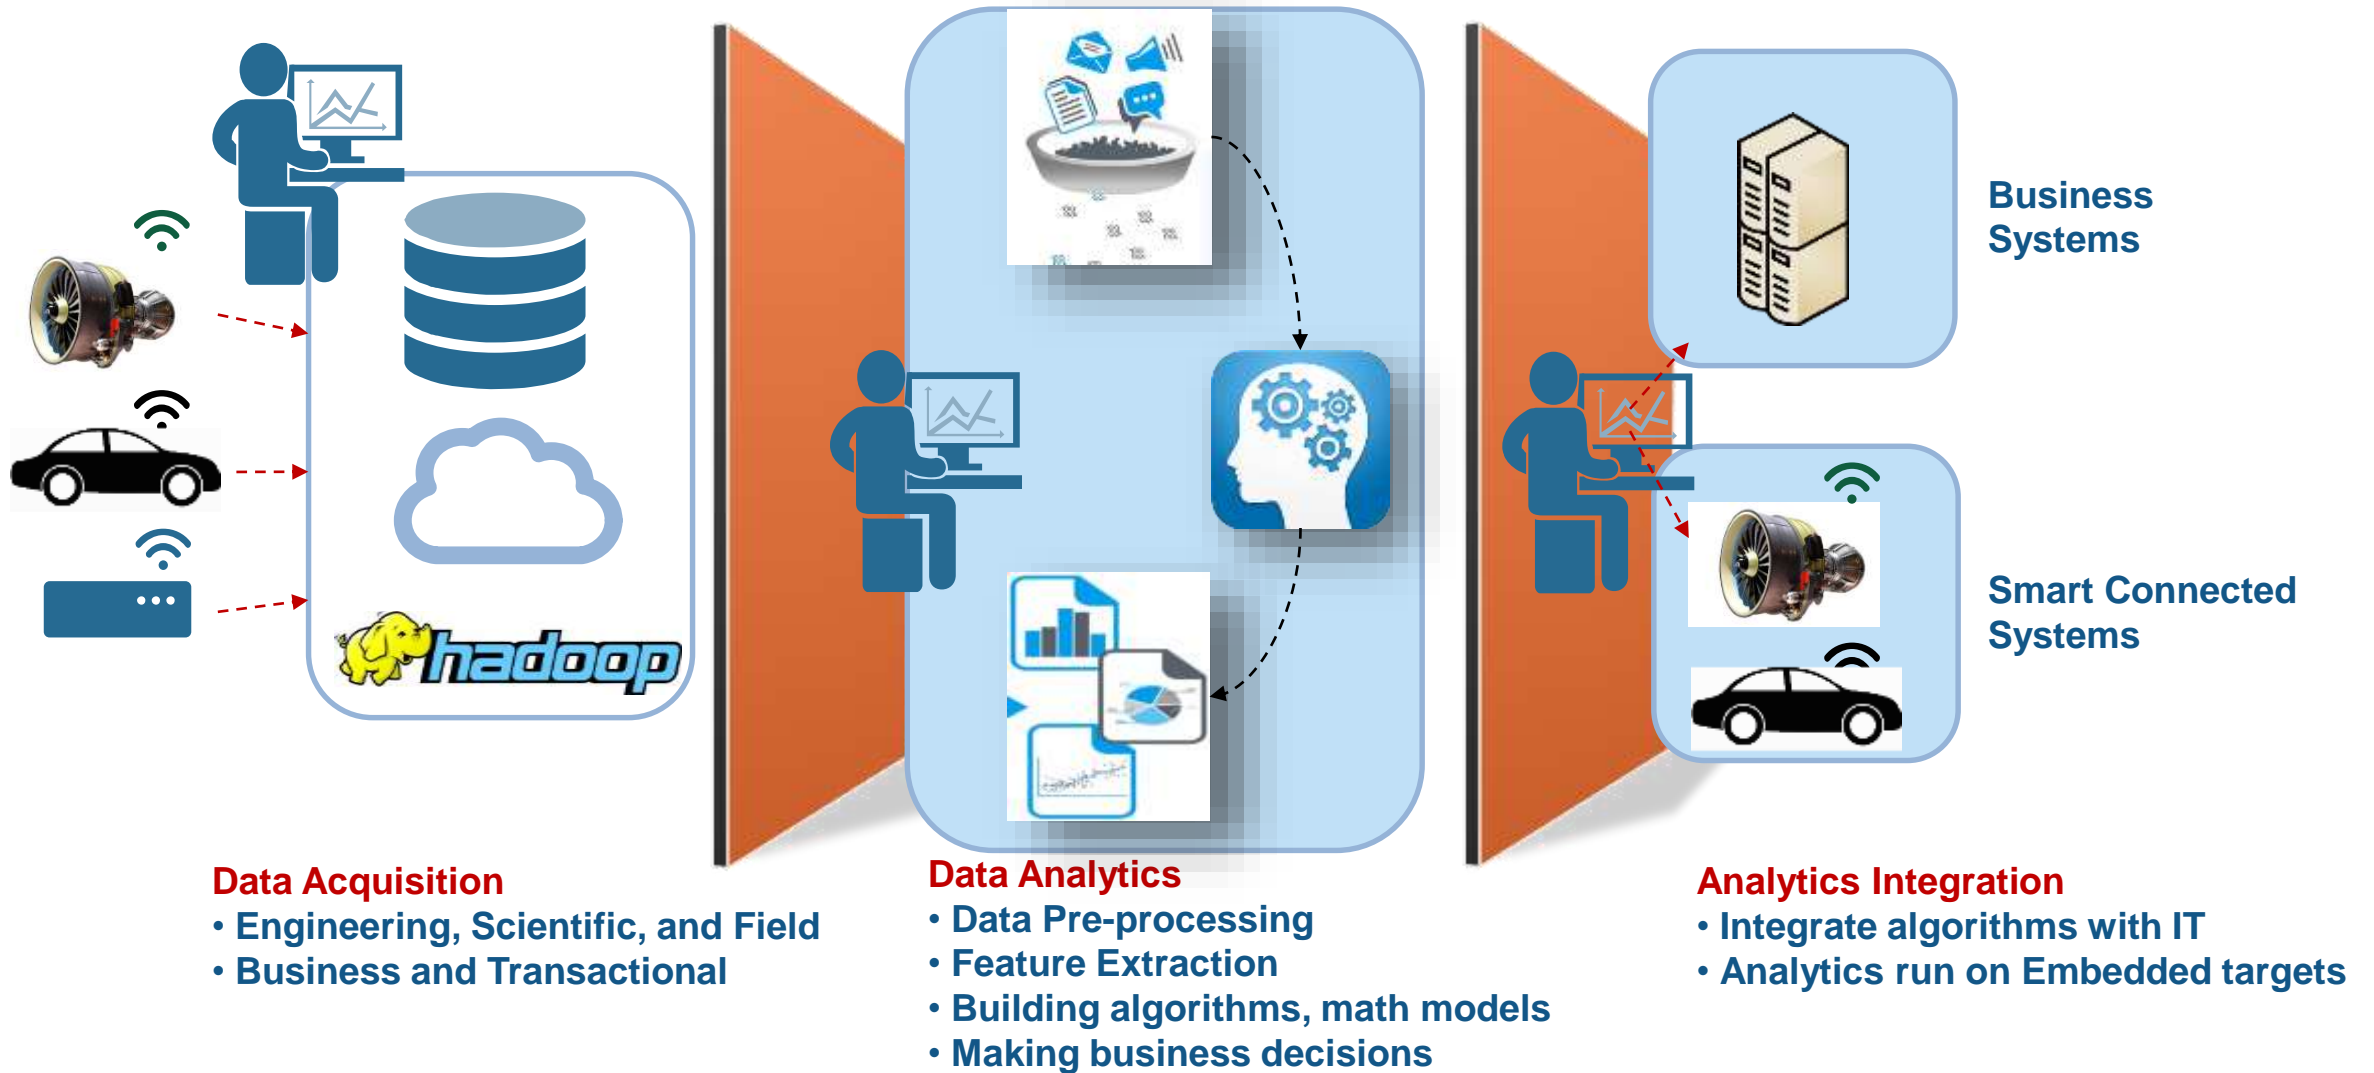 hadoop
Business
Systems
Smart Connected
Systems
Data Acquisition
• Engineering, Scientific, and Field
• Business and Transactional
Data Analytics
• Data Pre-processing
• Feature Extraction
• Building algorithms, math models
• Making business decisions
Analytics Integration
• Integrate algorithms with IT
• Analytics run on Embedded targets